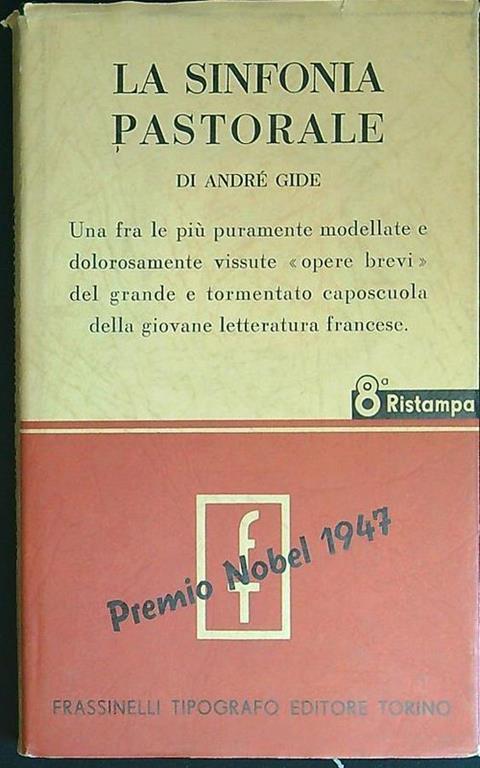 LA SINFONIA
PASTORALE
DI ANDRÉ GIDE
Una fra le più puramente modellate e
dolorosamente vissute «opere brevi»
del grande e tormentato caposcuola
della giovane letteratura francese.
8ª Ristampa
ff
Premio Nobel 1947
FRASSINELLI TIPOGRAFO EDITORE TORINO